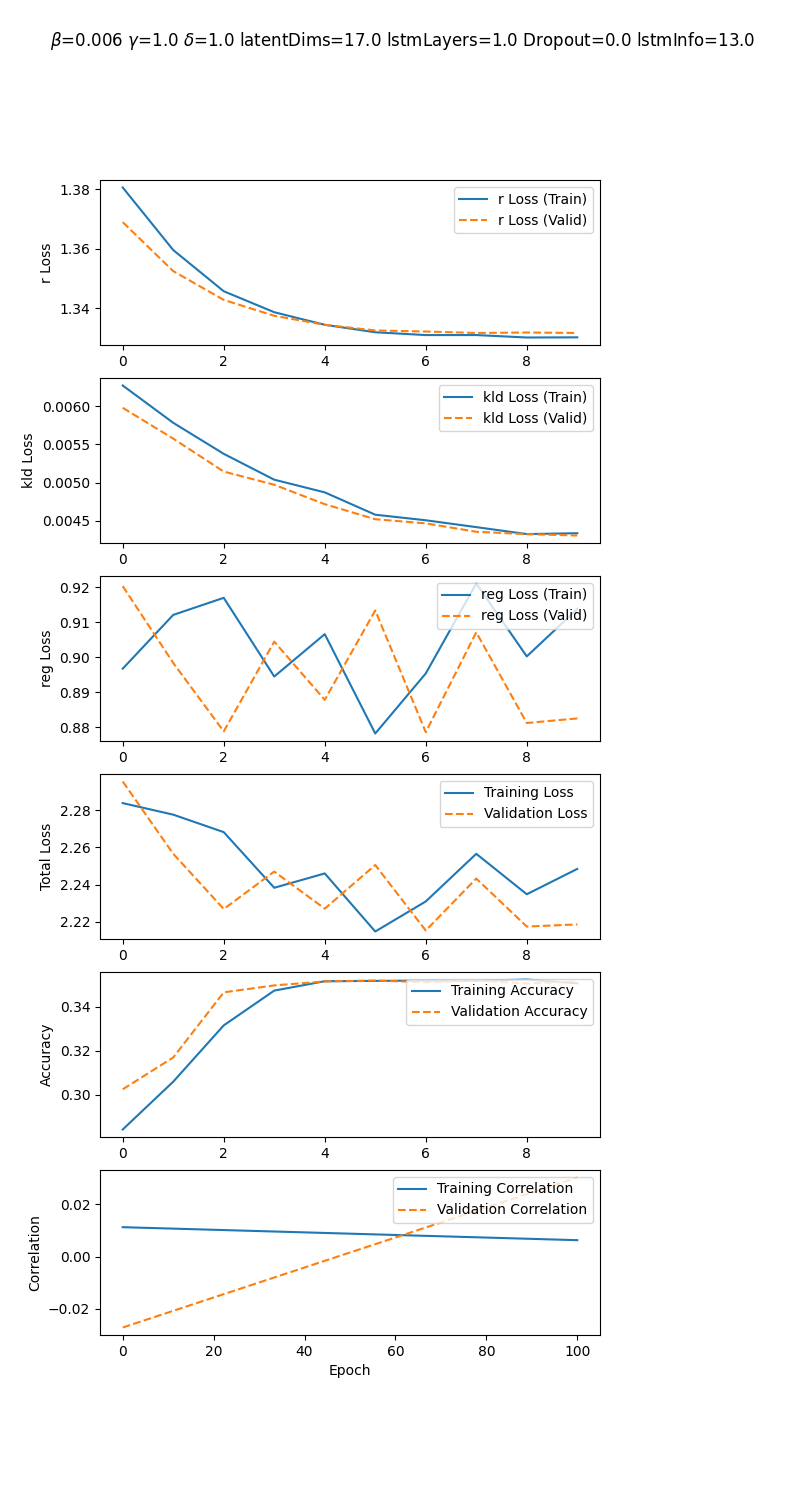 β=0.006 γ=1.0 δ=1.0 latentDims=17.0 lstmLayers=1.0 Dropout=0.0 lstmInfo=13.0
1.38
1.36
1.34
r Loss
r Loss (Train)
r Loss (Valid)
0 2 4 6 8
0.0060
0.0055
0.0050
0.0045
kld Loss
kld Loss (Train)
kld Loss (Valid)
0 2 4 6 8
0.92
0.91
0.90
0.89
0.88
reg Loss
reg Loss (Train)
reg Loss (Valid)
0 2 4 6 8
2.28
2.26
2.24
2.22
Total Loss
Training Loss
Validation Loss
0 2 4 6 8
0.34
0.32
0.30
Accuracy
Training Accuracy
Validation Accuracy
0 2 4 6 8
0.02
0.00
−0.02
Correlation
Training Correlation
Validation Correlation
0 20 40 60 80 100
Epoch